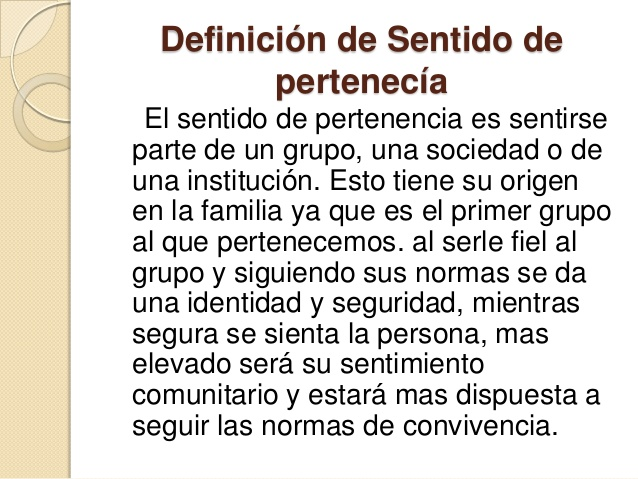 Definición de Sentido de
pertenecía
El sentido de pertenencia es sentirse
parte de un grupo, una sociedad o de
una institución. Esto tiene su origen
en la familia ya que es el primer grupo
al que pertenecemos. al serle fiel al
grupo y siguiendo sus normas se da
una identidad y seguridad, mientras
segura se sienta la persona, mas
elevado será su sentimiento
comunitario y estará mas dispuesta a
seguir las normas de convivencia.